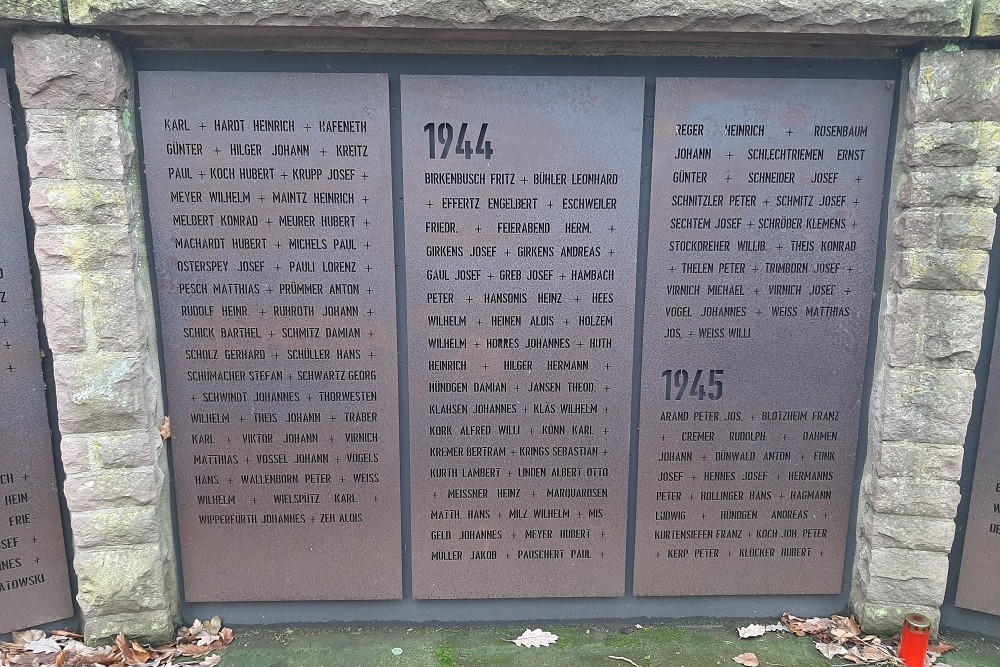 KARL + HARDT HEINRICH + HAFENETH
GÜNTER + HILGER JOHANN + KREITZ
PAUL + KOCH HUBERT + KRUPP JOSEF +
MEYER WILHELM + MAINTZ HEINRICH +
MELBERT KONRAD + MEURER HUBERT +
MACHARDT HUBERT + MICHELS PAUL +
OSTERSPEY JOSEF + PAULI LORENZ +
PESCH MATTHIAS + PRÜMMER ANTON +
RUDOLF HEINR. + RUHROTH JOHANN +
SCHICK BARTHEL + SCHMITZ DAMIAN +
SCHOLZ GERHARD + SCHÜLLER HANS +
SCHUMACHER STEFAN + SCHWARTZ GEORG
+ SCHWINDT JOHANNES + THORWESTEN
WILHELM + THEIS JOHANN + TRABER
KARL + VIKTOR JOHANN + VIRNICH
MATTHIAS + VOSSEL JOHANN + VOGELS
HANS + WALLENBORN PETER + WEISS
WILHELM + WIELSPÜTZ KARL +
WIPPERFÜRTH JOHANNES + ZEH ALOIS
1944
BIRKENBUSCH FRITZ + BÜHLER LEONHARD
+ EFFERTZ ENGELBERT + ESCHWEILER
FRIEDR. + FEIERABEND HERM. +
GIRKENS JOSEF + GIRKENS ANDREAS +
GAUL JOSEF + GREB JOSEF + HAMBACH
PETER + HANSONIS HEINZ + HEES
WILHELM + HEINEN ALOIS + HOLZEM
WILHELM + HORRES JOHANNES + HUTH
HEINRICH + HILGER HERMANN +
HÜNDGEN DAMIAN + JANSEN THEOD. +
KLAHSEN JOHANNES + KLÄS WILHELM +
KORK ALFRED WILLI + KÖNN KARL +
KREMER BERTRAM + KRINGS SEBASTIAN +
KURTH LAMBERT + LINDEN ALBERT OTTO
+ MEISSNER HEINZ + MARQUARDSEN
MATTH. HANS + MILZ WILHELM + MIS-
GELD JOHANNES + MEYER HUBERT +
MÜLLER JAKOB + PAUSCHERT PAUL +
REGER HEINRICH + ROSENBAUM
JOHANN + SCHLECHTRIEMEN ERNST
GÜNTER + SCHNEIDER JOSEF +
SCHNITZLER PETER + SCHMITZ JOSEF +
SECHTEM JOSEF + SCHRÖDER KLEMENS +
STOCKDREHER WILLIB. + THEIS KONRAD
+ THELEN PETER + TRIMBORN JOSEF +
VIRNICH MICHAEL + VIRNICH JOSEF +
VOGEL JOHANNES + WEISS MATTHIAS
JOS. + WEISS WILLI
1945
ARAND PETER JOS. + BLOTZHEIM FRANZ
+ CREMER RUDOLPH + DAHMEN
JOHANN + DÜNWALD ANTON + FUNK
JOSEF + HENNES JOSEF + HERMANNS
PETER + HOLLINGER HANS + HAGMANN
LUDWIG + HÜNDGEN ANDREAS +
KURTENSIEFEN FRANZ + KOCH JOH PETER
+ KERP PETER + KLÖCKER HUBERT +